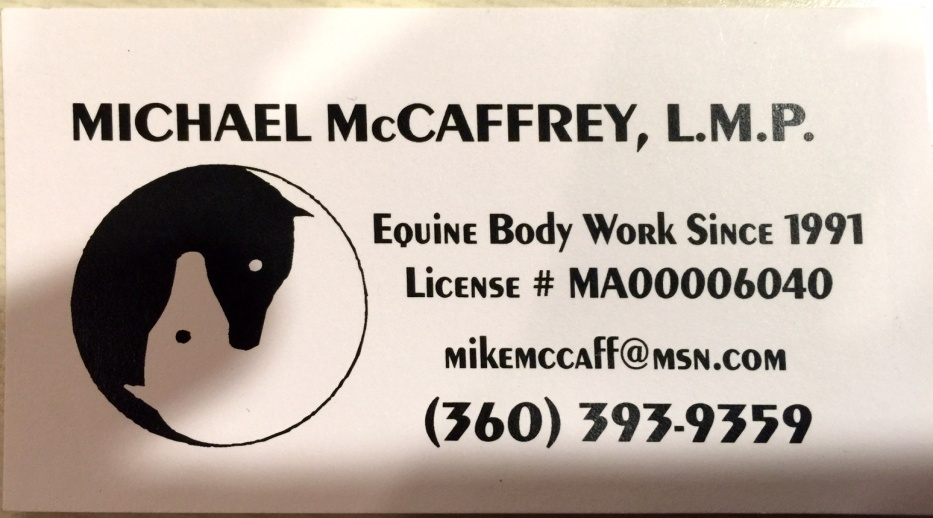 MICHAEL McCAFFREY, L.M.P.
Equine Body Work Since 1991
License # MA00006040
mikemccaff@msn.com
(360) 393-9359